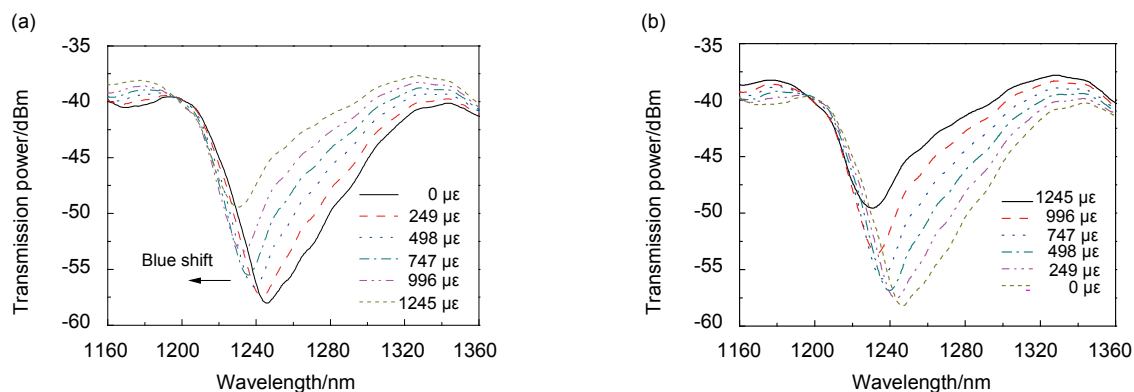 (a)
-35
-40
-45
-50
-55
-60
Transmission power/dBm
0 με
249 με
498 με
747 με
996 με
1245 με
Blue shift
1160 1200 1240 1280 1320 1360
Wavelength/nm
(b)
-35
-40
-45
-50
-55
-60
Transmission power/dBm
1245 με
996 με
747 με
498 με
249 με
0 με
1160 1200 1240 1280 1320 1360
Wavelength/nm